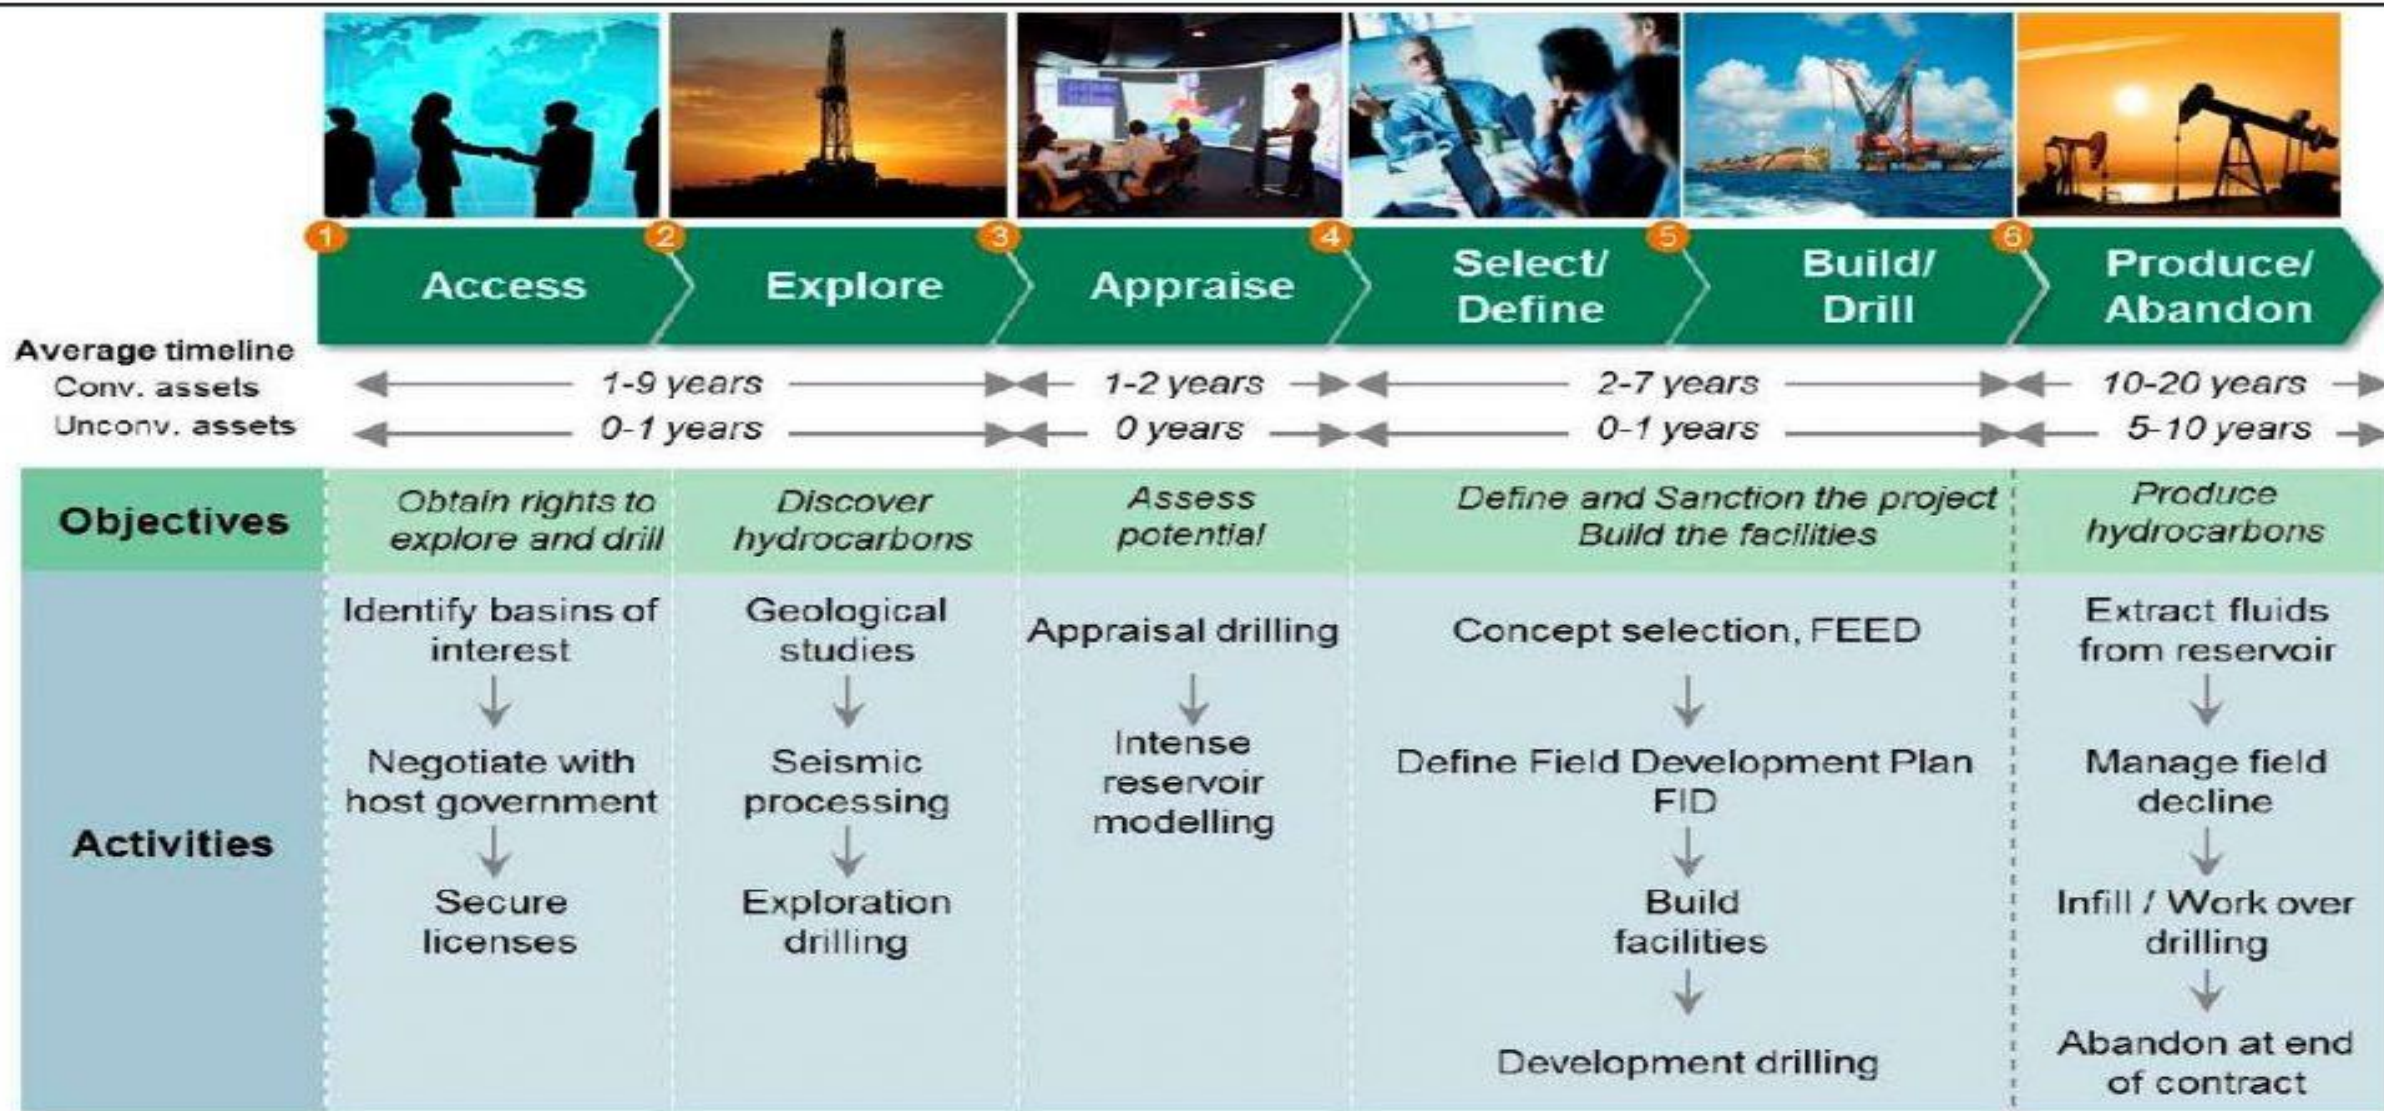 1
2
3
4
5
6
Access
Explore
Appraise
Select/
Define
Build/
Drill
Produce/
Abandon
Average timeline
Conv. assets
1-9 years
1-2 years
2-7 years
10-20 years
Unconv. assets
0-1 years
0 years
0-1 years
5-10 years
Objectives
Obtain rights to
explore and drill
Discover
hydrocarbons
Assess
potential
Define and Sanction the project
Build the facilities
Produce
hydrocarbons
Activities
Identify basins of
interest
Negotiate with
host government
Secure
licenses
Geological
studies
Seismic
processing
Exploration
drilling
Appraisal drilling
Intense
reservoir
modelling
Concept selection, FEED
Define Field Development Plan
FID
Build
facilities
Development drilling
Extract fluids
from reservoir
Manage field
decline
Infill / Work over
drilling
Abandon at end
of contract